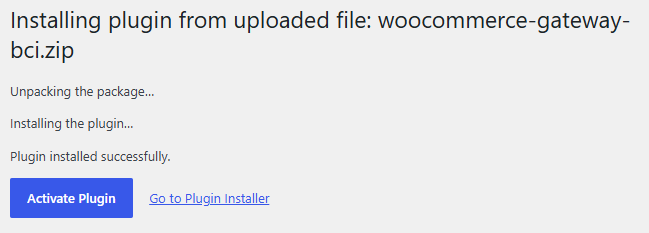 Installing plugin from uploaded file: woocommerce-gateway-
bci.zip
Unpacking the package...
Installing the plugin...
Plugin installed successfully.
Activate Plugin Go to Plugin Installer